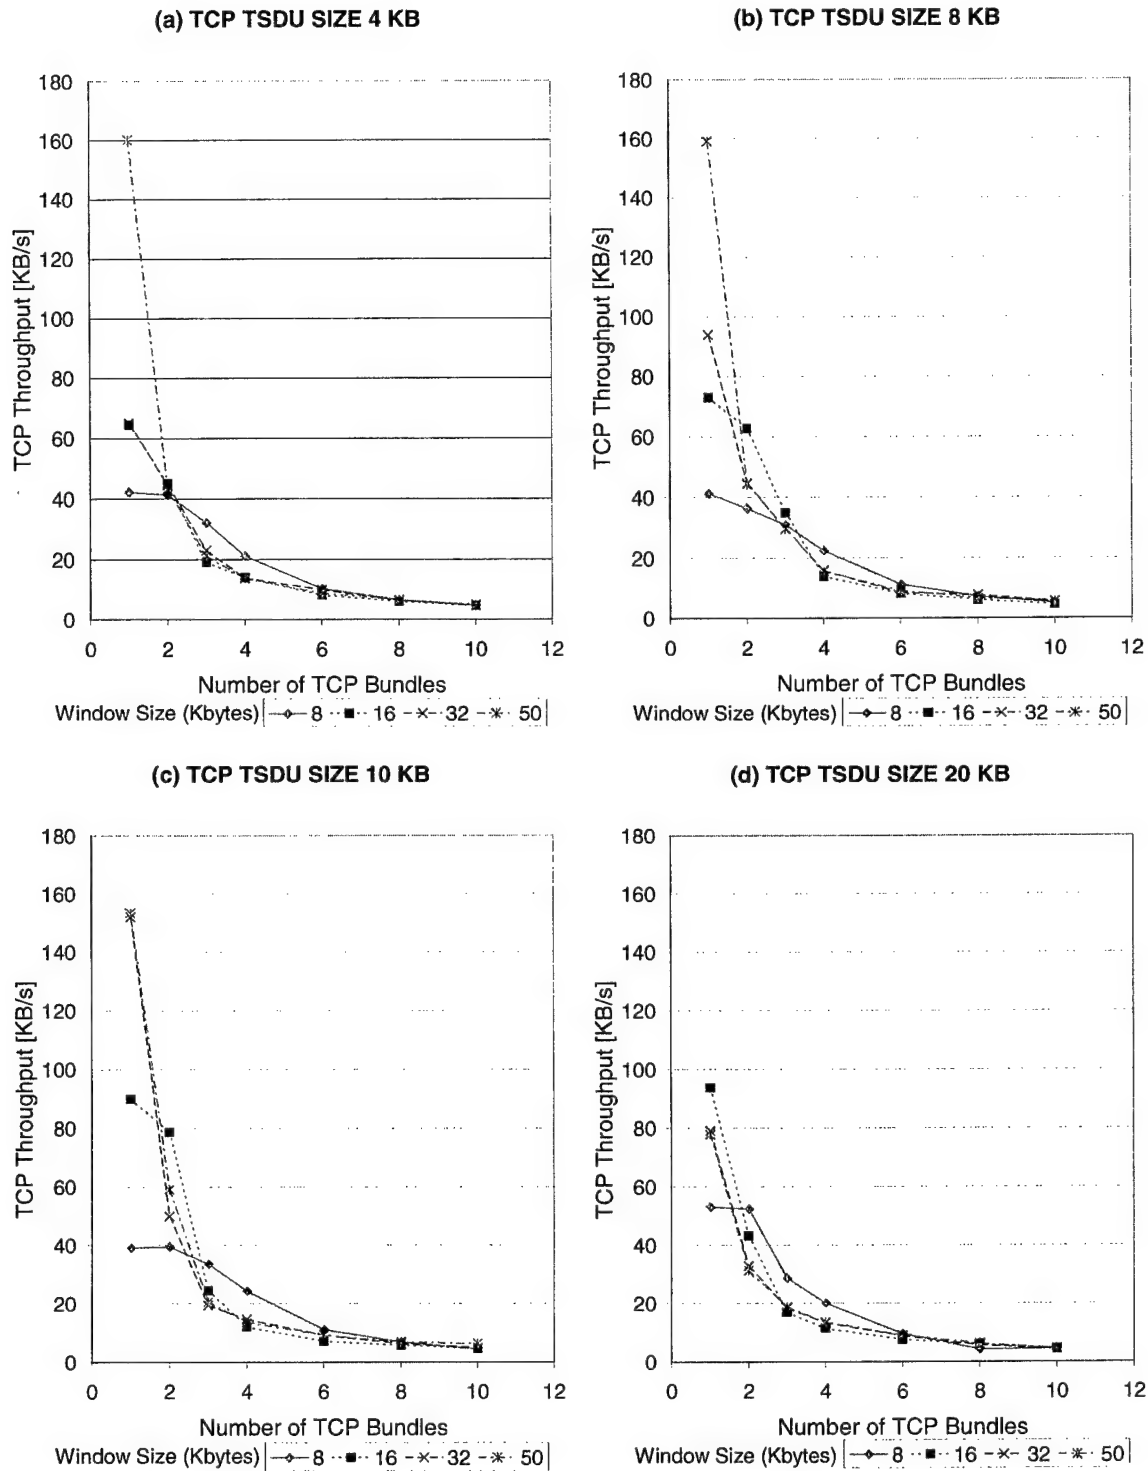 (a) TCP TSDU SIZE 4 KB
180
160
140
120
100
80
60
40
20
0
TCP Throughput [KB/s]
0 2 4 6 8 10 12
Number of TCP Bundles
Window Size (Kbytes) 8 16 32 50
(b) TCP TSDU SIZE 8 KB
180
160
140
120
100
80
60
40
20
0
TCP Throughput [KB/s]
0 2 4 6 8 10 12
Number of TCP Bundles
Window Size (Kbytes) 8 16 32 50
(c) TCP TSDU SIZE 10 KB
180
160
140
120
100
80
60
40
20
0
TCP Throughput [KB/s]
0 2 4 6 8 10 12
Number of TCP Bundles
Window Size (Kbytes) 8 16 32 50
(d) TCP TSDU SIZE 20 KB
180
160
140
120
100
80
60
40
20
0
TCP Throughput [KB/s]
0 2 4 6 8 10 12
Number of TCP Bundles
Window Size (Kbytes) 8 16 32 50